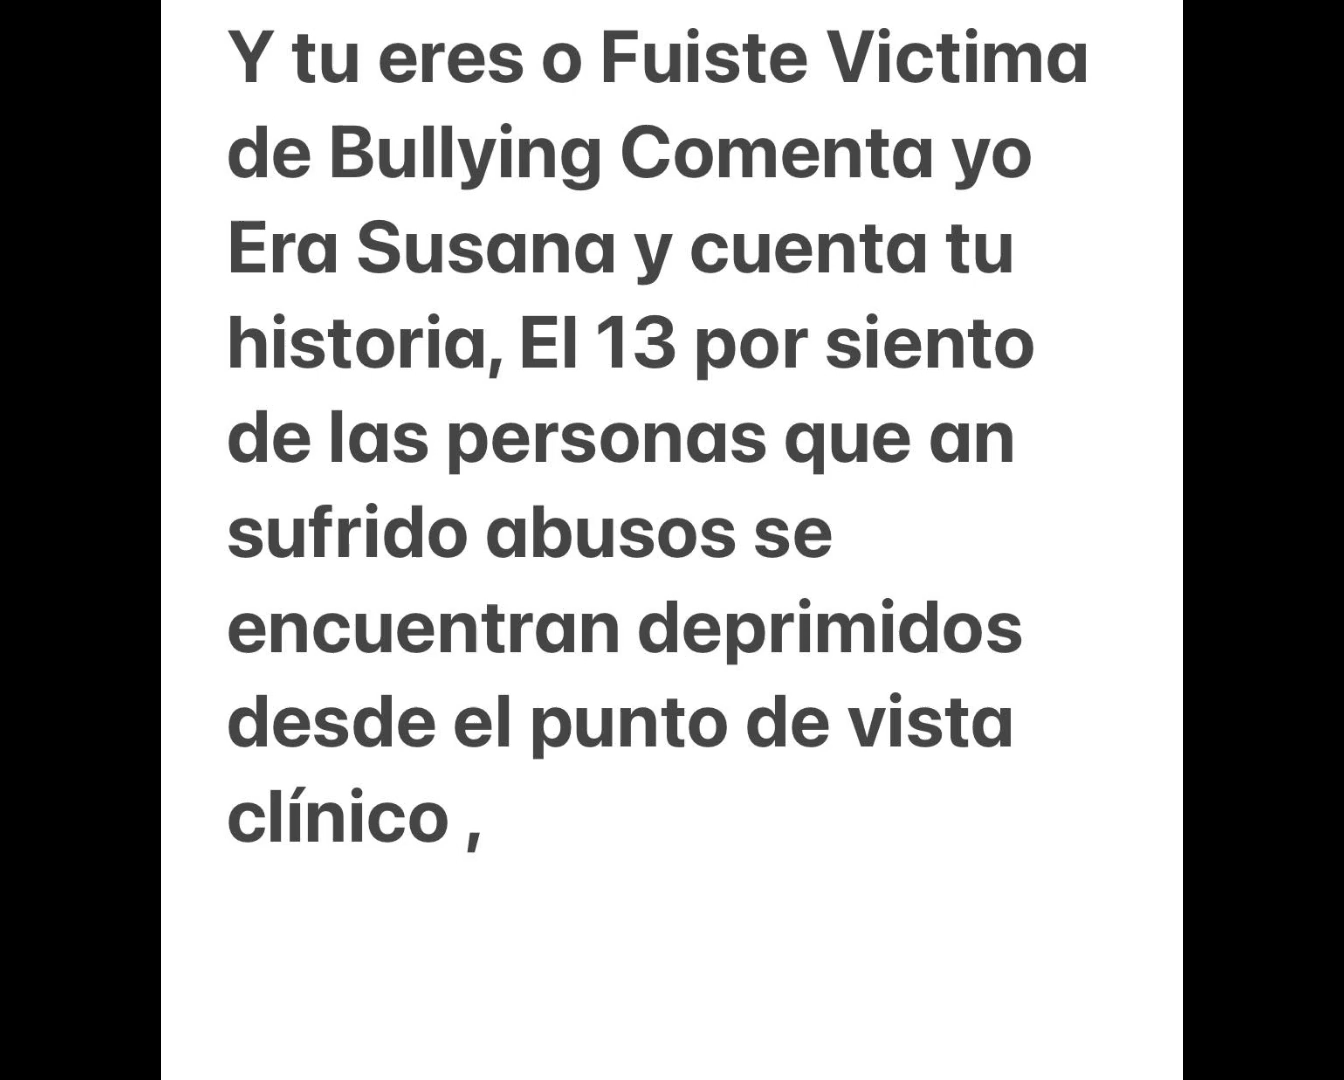 Y tu eres o Fuiste Victima
de Bullying Comenta yo
Era Susana y cuenta tu
historia, El 13 por siento
de las personas que an
sufrido abusos se
encuentran deprimidos
desde el punto de vista
clínico ,